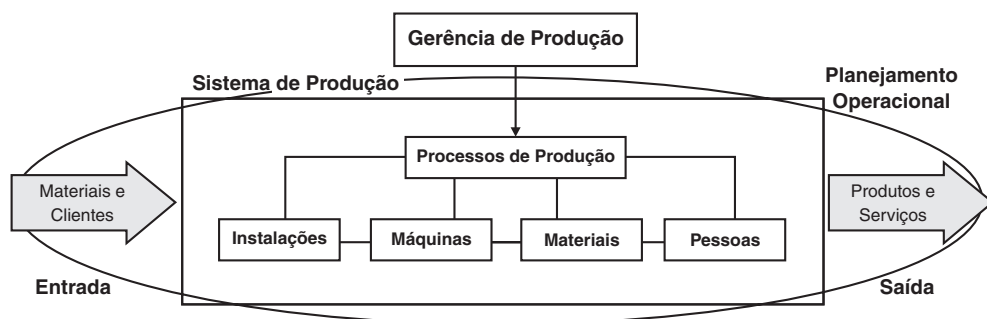 Gerência de Produção
Sistema de Produção
Planejamento
Operacional
Processos de Produção
Materiais e
Clientes
Produtos e
Serviços
Instalações
Máquinas
Materiais
Pessoas
Entrada
Saída